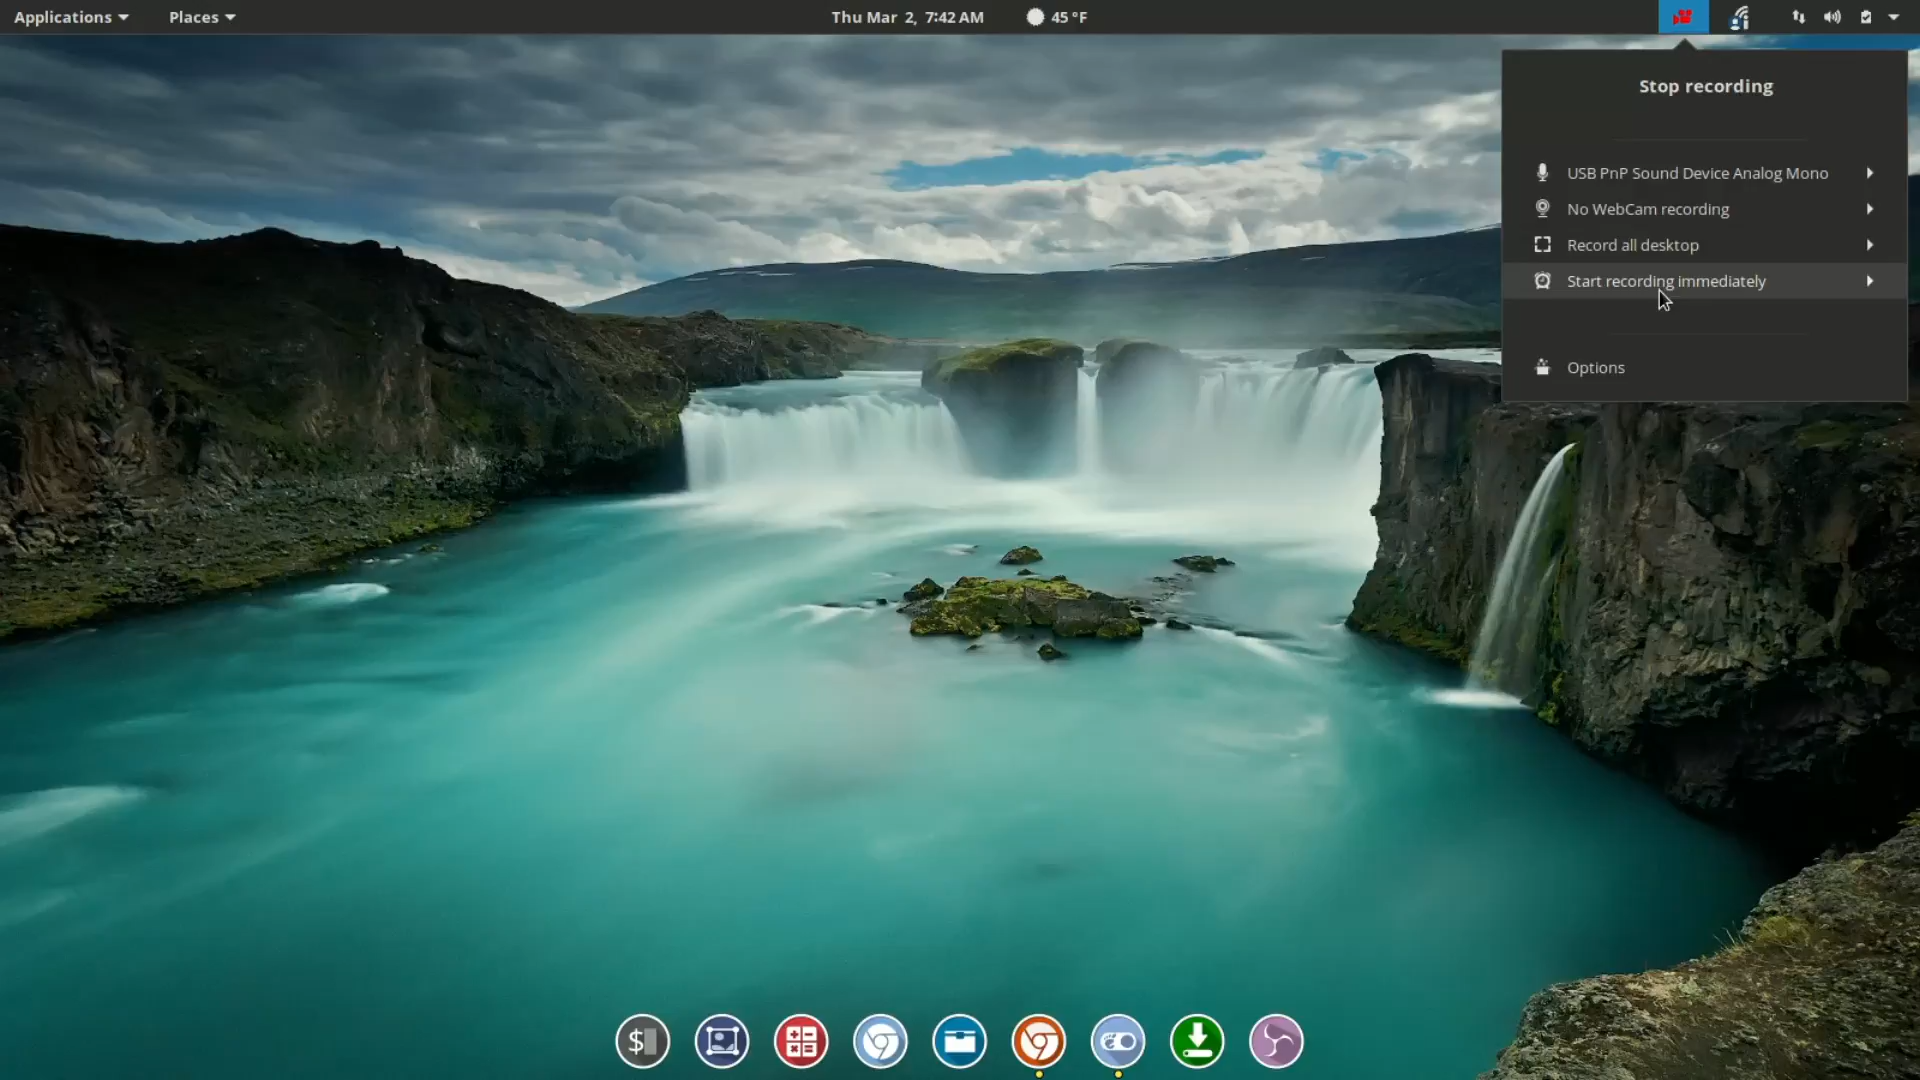 Applications Places Thu Mar 2, 7:42 AM 45 °F
Stop recording
USB PnP Sound Device Analog Mono
No WebCam recording
Record all desktop
Start recording immediately
Options
$